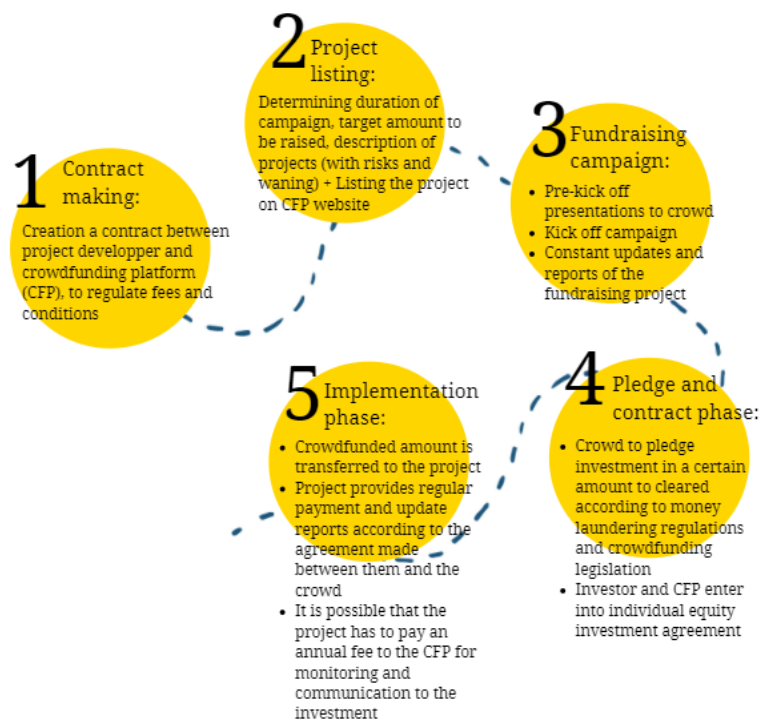 1
Contract
making:
Creation a contract between
project developper and
crowdfunding platform
(CFP), to regulate fees and
conditions
2
Project
listing:
Determining duration of
campaign, target amount to
be raised, description of
projects (with risks and
waning) + Listing the project
on CFP website
3
Fundraising
campaign:
• Pre-kick off
presentations to crowd
• Kick off campaign
• Constant updates and
reports of the
fundraising project
4
Pledge and
contract phase:
• Crowd to pledge
investment in a certain
amount to cleared
according to money
laundering regulations
and crowdfunding
legislation
• Investor and CFP enter
into individual equity
investment agreement
5
Implementation
phase:
• Crowdfunded amount is
transferred to the project
• Project provides regular
payment and update
reports according to the
agreement made
between them and the
crowd
• It is possible that the
project has to pay an
annual fee to the CFP for
monitoring and
communication to the
investment